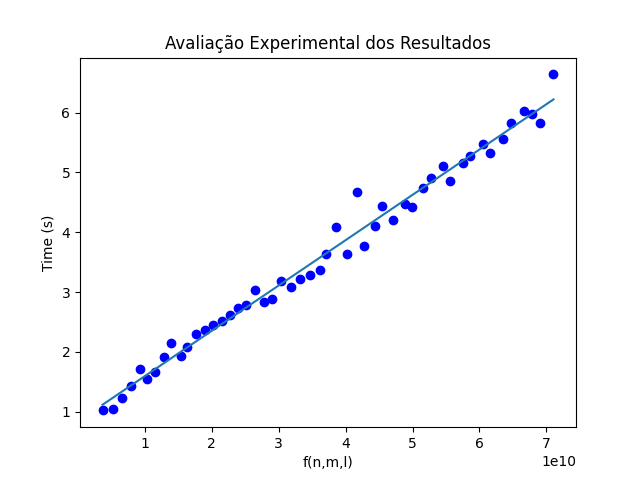 Avaliação Experimental dos Resultados
Time (s)
6
5
4
3
2
1
1 2 3 4 5 6 7
f(n,m,l)
1e10